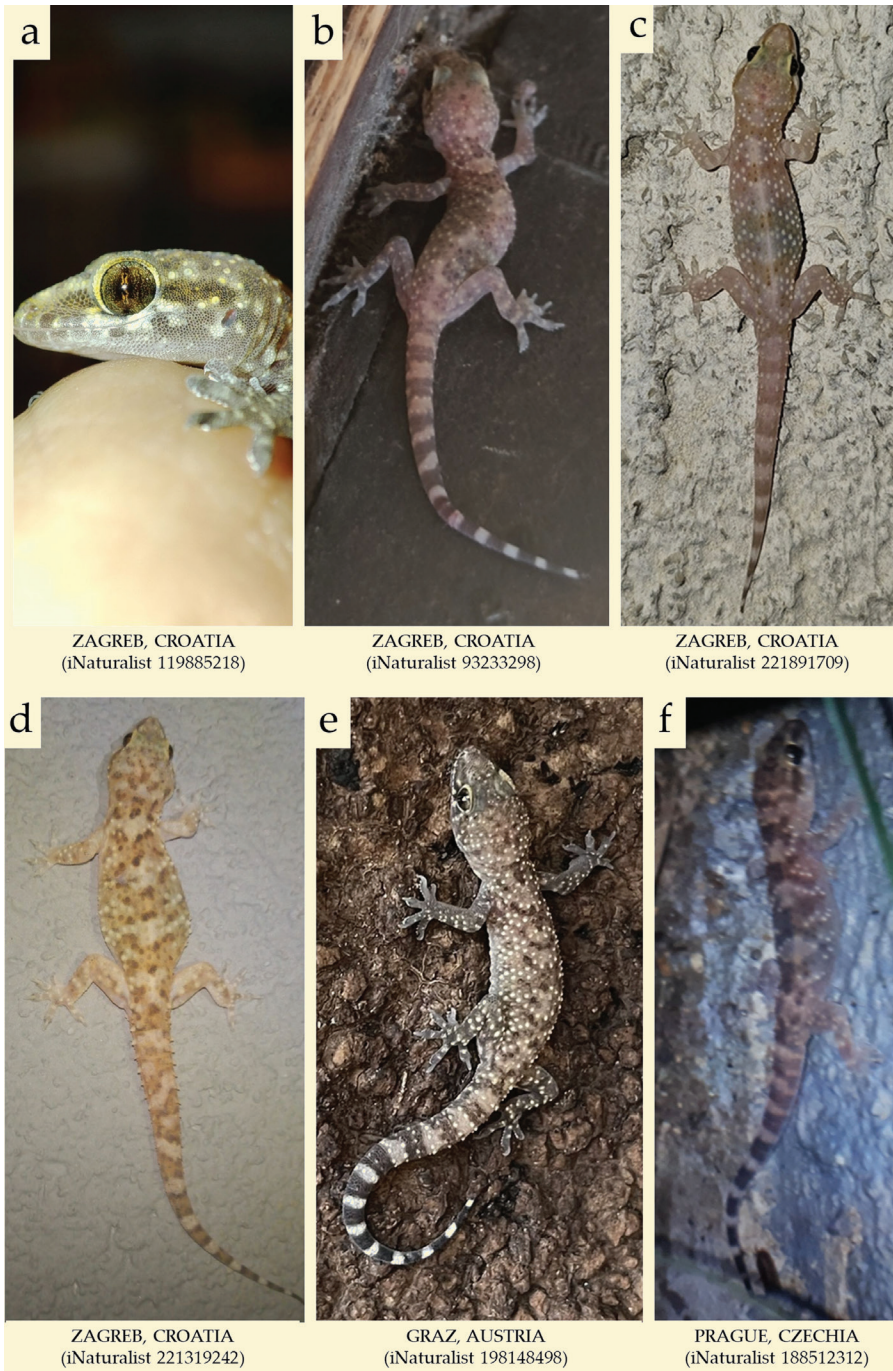 a
b
c
ZAGREB, CROATIA
(iNaturalist 119885218)
ZAGREB, CROATIA
(iNaturalist 93233298)
ZAGREB, CROATIA
(iNaturalist 221891709)
d
e
f
ZAGREB, CROATIA
(iNaturalist 221319242)
GRAZ, AUSTRIA
(iNaturalist 198148498)
PRAGUE, CZECHIA
(iNaturalist 188512312)